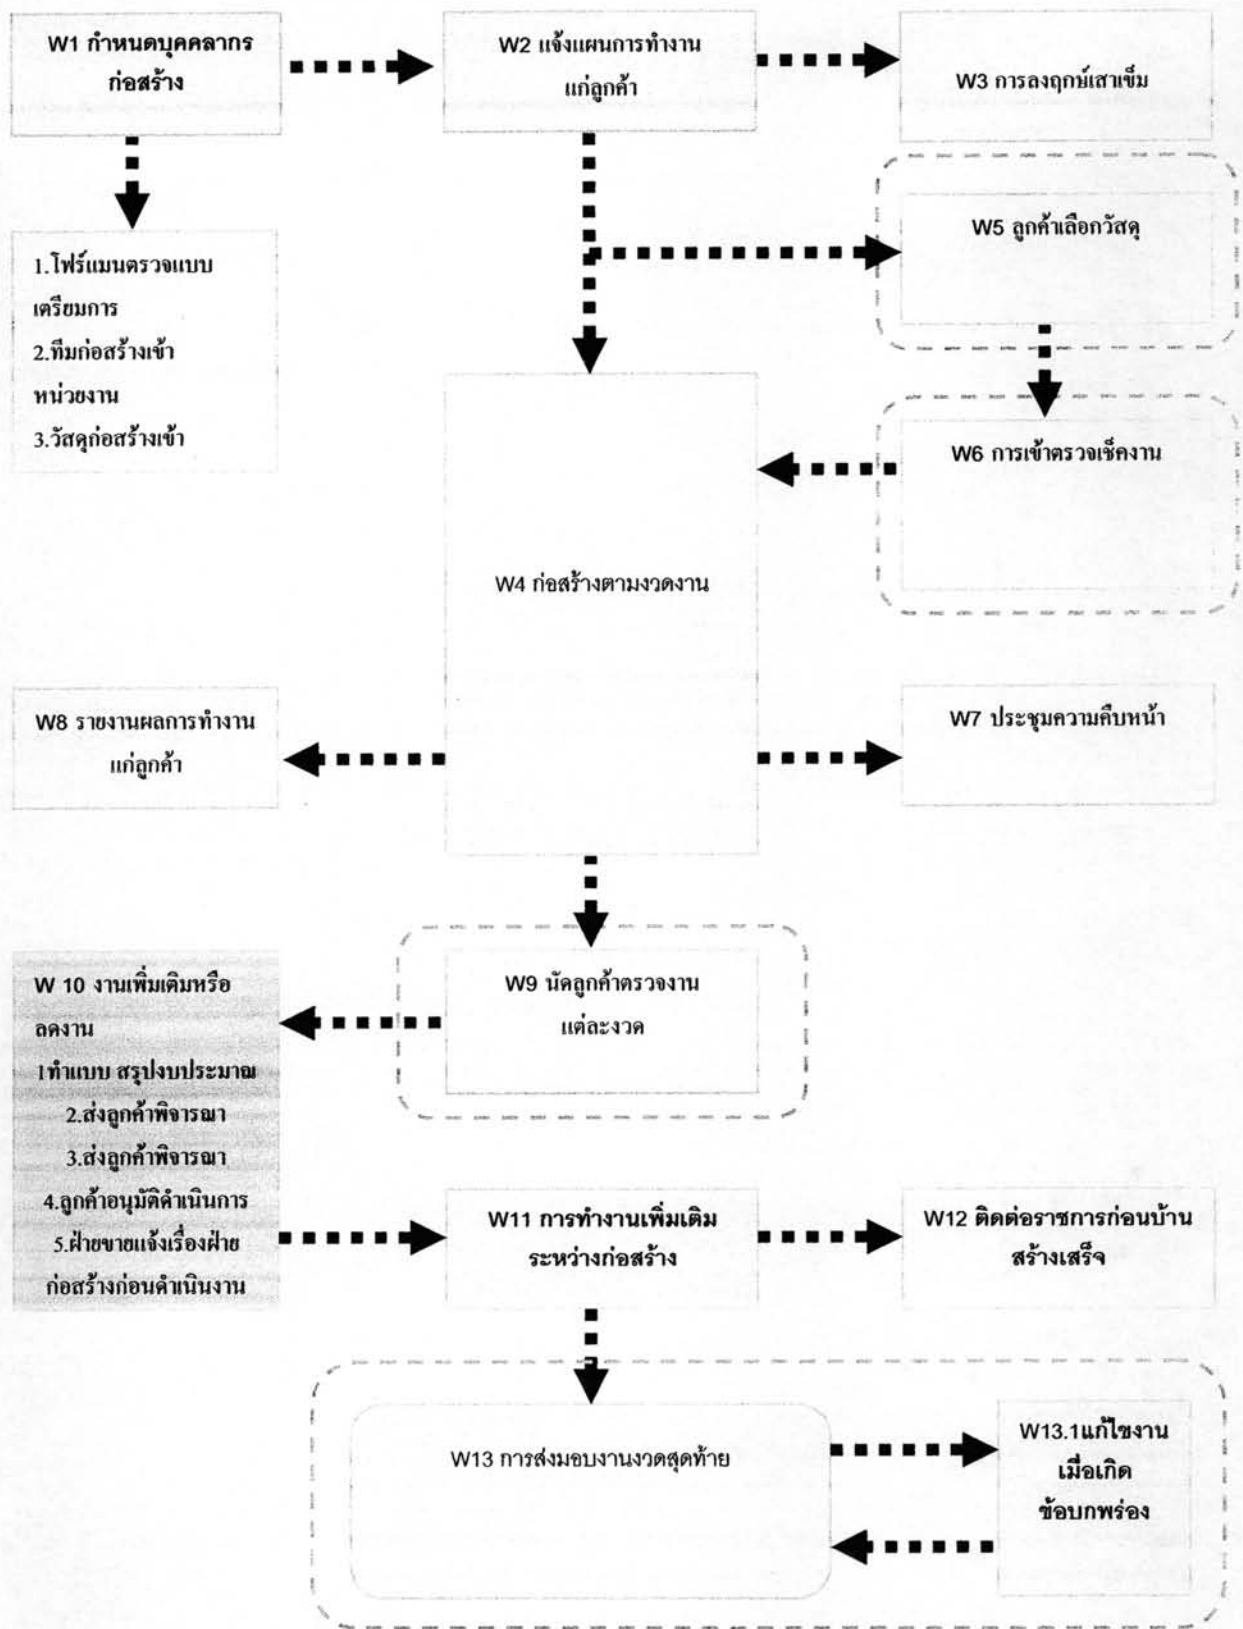 W1 กำหนดบุคคลากร
ก่อสร้าง
W2 แจ้งแผนการทำงาน
แก่ลูกค้า
W3 การลงฤกษ์เสาเข็ม
1.โฟร์แมนตรวจแบบ
เตรียมการ
2.ทีมก่อสร้างเข้า
หน่วยงาน
3.วัสดุก่อสร้างเข้า
W5 ลูกค้าเลือกวัสดุ
W6 การเข้าตรวจเช็คงาน
W4 ก่อสร้างตามงวดงาน
W8 รายงานผลการทำงาน
แก่ลูกค้า
W7 ประชุมความคืบหน้า
W9 นัดลูกค้าตรวจงาน
แต่ละงวด
W 10 งานเพิ่มเติมหรือ
ลดงาน
1ทำแบบ สรุปงบประมาณ
2.ส่งลูกค้าพิจารณา
3.ส่งลูกค้าพิจารณา
4.ลูกค้าอนุมัติดำเนินการ
5.ฝ่ายขายแจ้งเรื่องฝ่าย
ก่อสร้างก่อนดำเนินงาน
W11 การทำงานเพิ่มเติม
ระหว่างก่อสร้าง
W12 ติดต่อราชการก่อนบ้าน
สร้างเสร็จ
W13 การส่งมอบงานงวดสุดท้าย
W13.1แก้ไขงาน
เมื่อเกิด
ข้อบกพร่อง